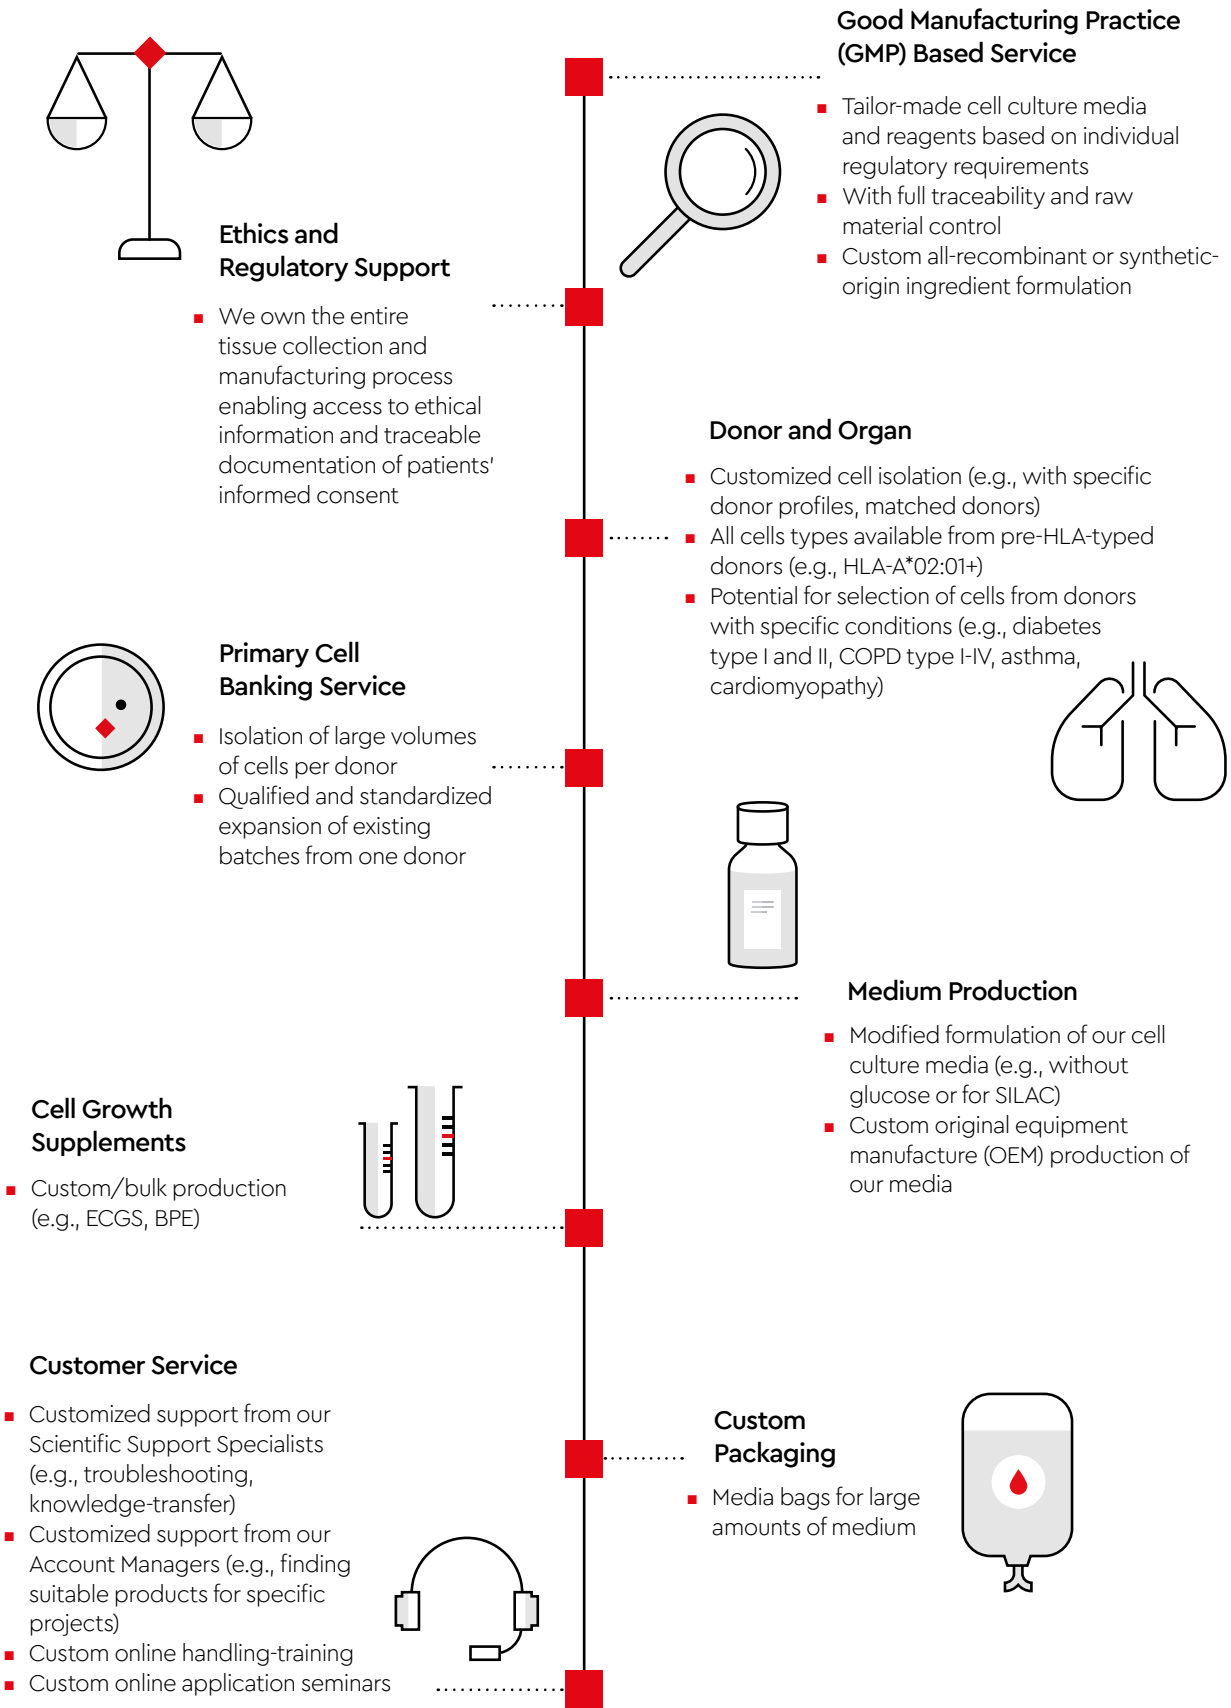 Good Manufacturing Practice
(GMP) Based Service
▪ Tailor-made cell culture media
and reagents based on individual
regulatory requirements
▪ With full traceability and raw
material control
▪ Custom all-recombinant or synthetic-
origin ingredient formulation
Ethics and
Regulatory Support
▪ We own the entire
tissue collection and
manufacturing process
enabling access to ethical
information and traceable
documentation of patients'
informed consent
Donor and Organ
▪ Customized cell isolation (e.g., with specific
donor profiles, matched donors)
▪ All cells types available from pre-HLA-typed
donors (e.g., HLA-A*02:01+)
▪ Potential for selection of cells from donors
with specific conditions (e.g., diabetes
type I and II, COPD type I-IV, asthma,
cardiomyopathy)
Primary Cell
Banking Service
▪ Isolation of large volumes
of cells per donor
▪ Qualified and standardized
expansion of existing
batches from one donor
Medium Production
▪ Modified formulation of our cell
culture media (e.g., without
glucose or for SILAC)
▪ Custom original equipment
manufacture (OEM) production of
our media
Cell Growth
Supplements
▪ Custom/bulk production
(e.g., ECGS, BPE)
Custom
Packaging
▪ Media bags for large
amounts of medium
Customer Service
▪ Customized support from our
Scientific Support Specialists
(e.g., troubleshooting,
knowledge-transfer)
▪ Customized support from our
Account Managers (e.g., finding
suitable products for specific
projects)
▪ Custom online handling-training
▪ Custom online application seminars